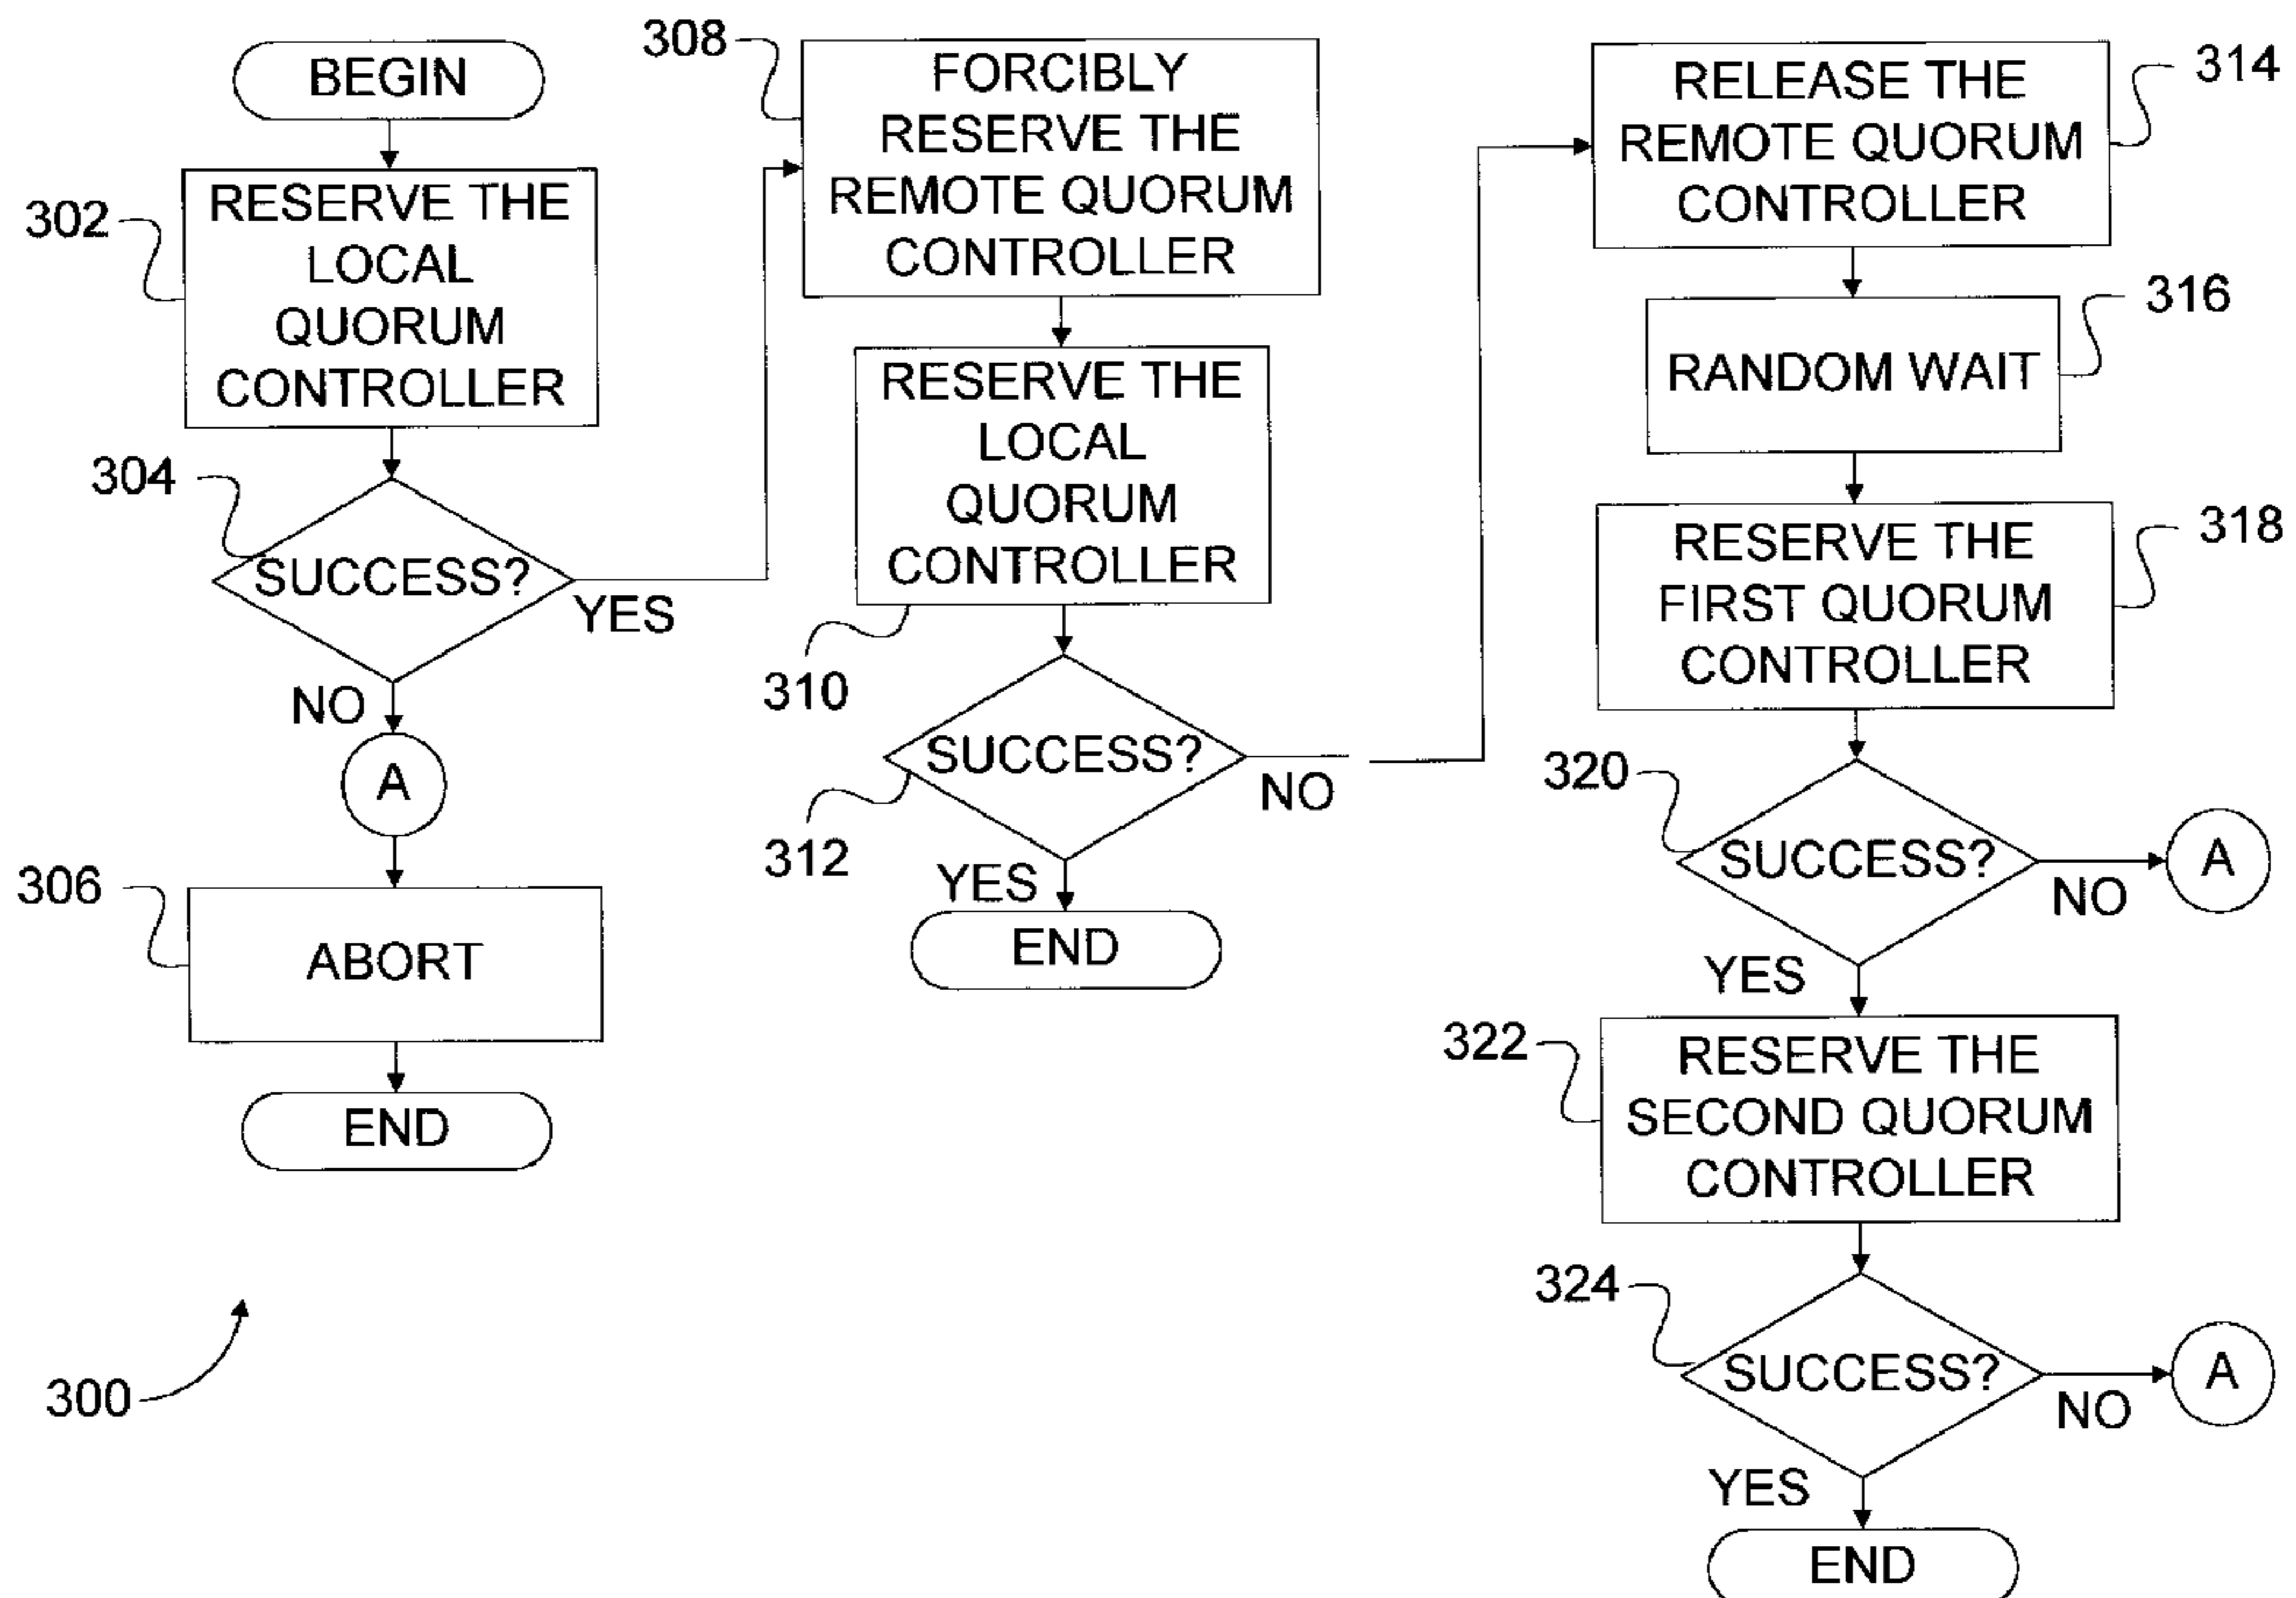 BEGIN
302
RESERVE THE
LOCAL
QUORUM
CONTROLLER
304
SUCCESS?
YES
NO
A
306
ABORT
END
300
308
FORCIBLY
RESERVE THE
REMOTE QUORUM
CONTROLLER
RESERVE THE
LOCAL
QUORUM
CONTROLLER
310
SUCCESS?
NO
312
YES
END
RELEASE THE
REMOTE QUORUM
CONTROLLER
314
316
RANDOM WAIT
318
RESERVE THE
FIRST QUORUM
CONTROLLER
320
SUCCESS?
A
NO
YES
322
RESERVE THE
SECOND QUORUM
CONTROLLER
324
SUCCESS?
A
NO
YES
END